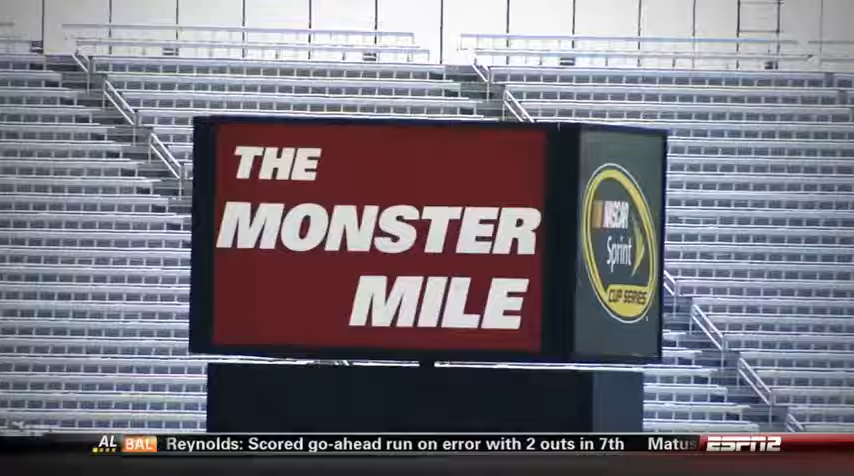 THE
MONSTER
MILE
NASCAR
Sprint
CUP SERIES
AL BAL Reynolds: Scored go-ahead run on error with 2 outs in 7th Matus ESPN2